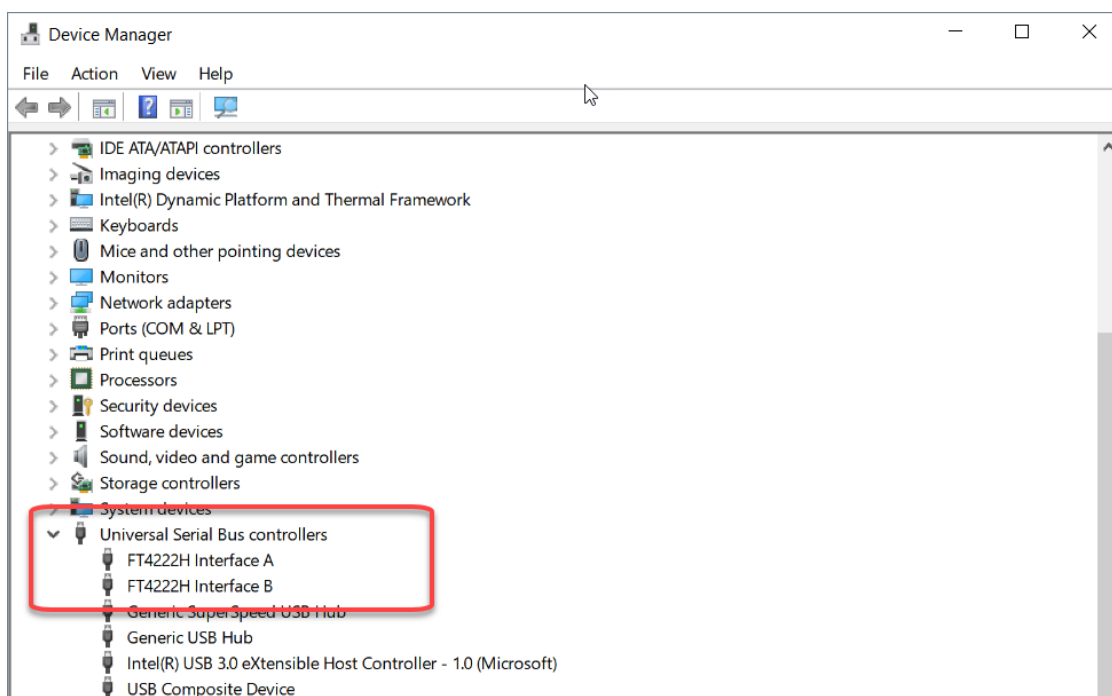 Device Manager
File Action View Help
IDE ATA/ATAPI controllers
Imaging devices
Intel(R) Dynamic Platform and Thermal Framework
Keyboards
Mice and other pointing devices
Monitors
Network adapters
Ports (COM & LPT)
Print queues
Processors
Security devices
Software devices
Sound, video and game controllers
Storage controllers
System devices
Universal Serial Bus controllers
FT4222H Interface A
FT4222H Interface B
Generic SuperSpeed USB Hub
Generic USB Hub
Intel(R) USB 3.0 eXtensible Host Controller - 1.0 (Microsoft)
USB Composite Device